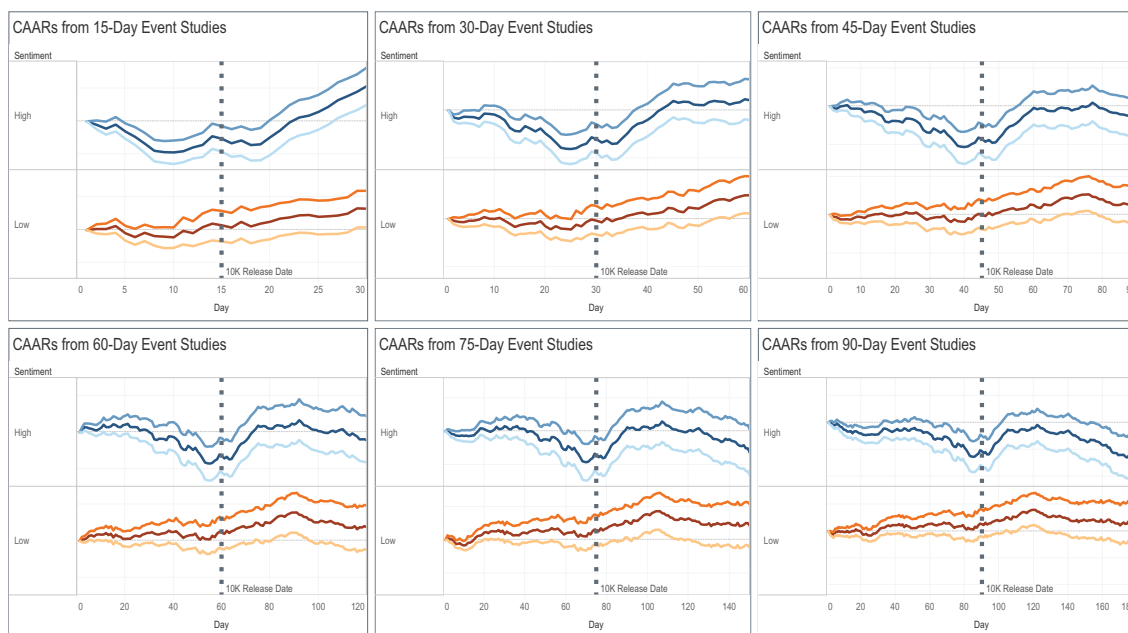 CAARs from 15-Day Event Studies
Sentiment
High
Low
10K Release Date
0 5 10 15 20 25 30
Day
CAARs from 30-Day Event Studies
Sentiment
High
Low
10K Release Date
0 10 20 30 40 50 60
Day
CAARs from 45-Day Event Studies
Sentiment
High
Low
10K Release Date
0 10 20 30 40 50 60 70 80
Day
CAARs from 60-Day Event Studies
Sentiment
High
Low
10K Release Date
0 20 40 60 80 100 120
Day
CAARs from 75-Day Event Studies
Sentiment
High
Low
10K Release Date
0 20 40 60 80 100 120 140
Day
CAARs from 90-Day Event Studies
Sentiment
High
Low
10K Release Date
0 20 40 60 80 100 120 140 160
Day